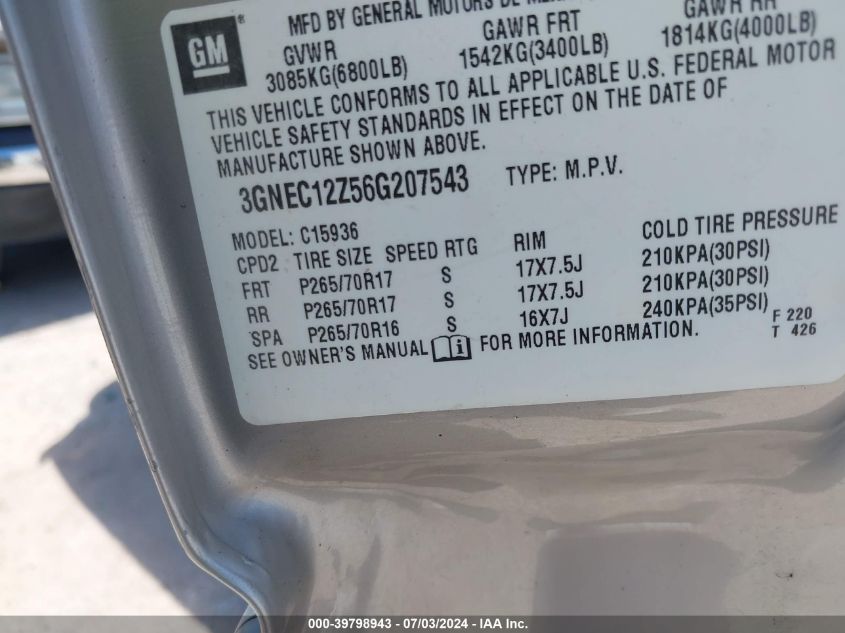 GM ®
MFD BY GENERAL MOTORS DE
GVWR GAWR FRT GAWR RR
3085KG(6800LB) 1542KG(3400LB) 1814KG(4000LB)
THIS VEHICLE CONFORMS TO ALL APPLICABLE U.S. FEDERAL MOTOR
VEHICLE SAFETY STANDARDS IN EFFECT ON THE DATE OF
MANUFACTURE SHOWN ABOVE.
3GNEC12Z56G207543 TYPE: M.P.V.
MODEL: C15936
CPD2 TIRE SIZE SPEED RTG RIM COLD TIRE PRESSURE
FRT P265/70R17 S 17X7.5J 210KPA(30PSI)
RR P265/70R17 S 17X7.5J 210KPA(30PSI)
SPA P265/70R16 S 16X7J 240KPA(35PSI)
SEE OWNER'S MANUAL i FOR MORE INFORMATION.
F 220
T 426
000-39798943 - 07/03/2024 - IAA Inc.